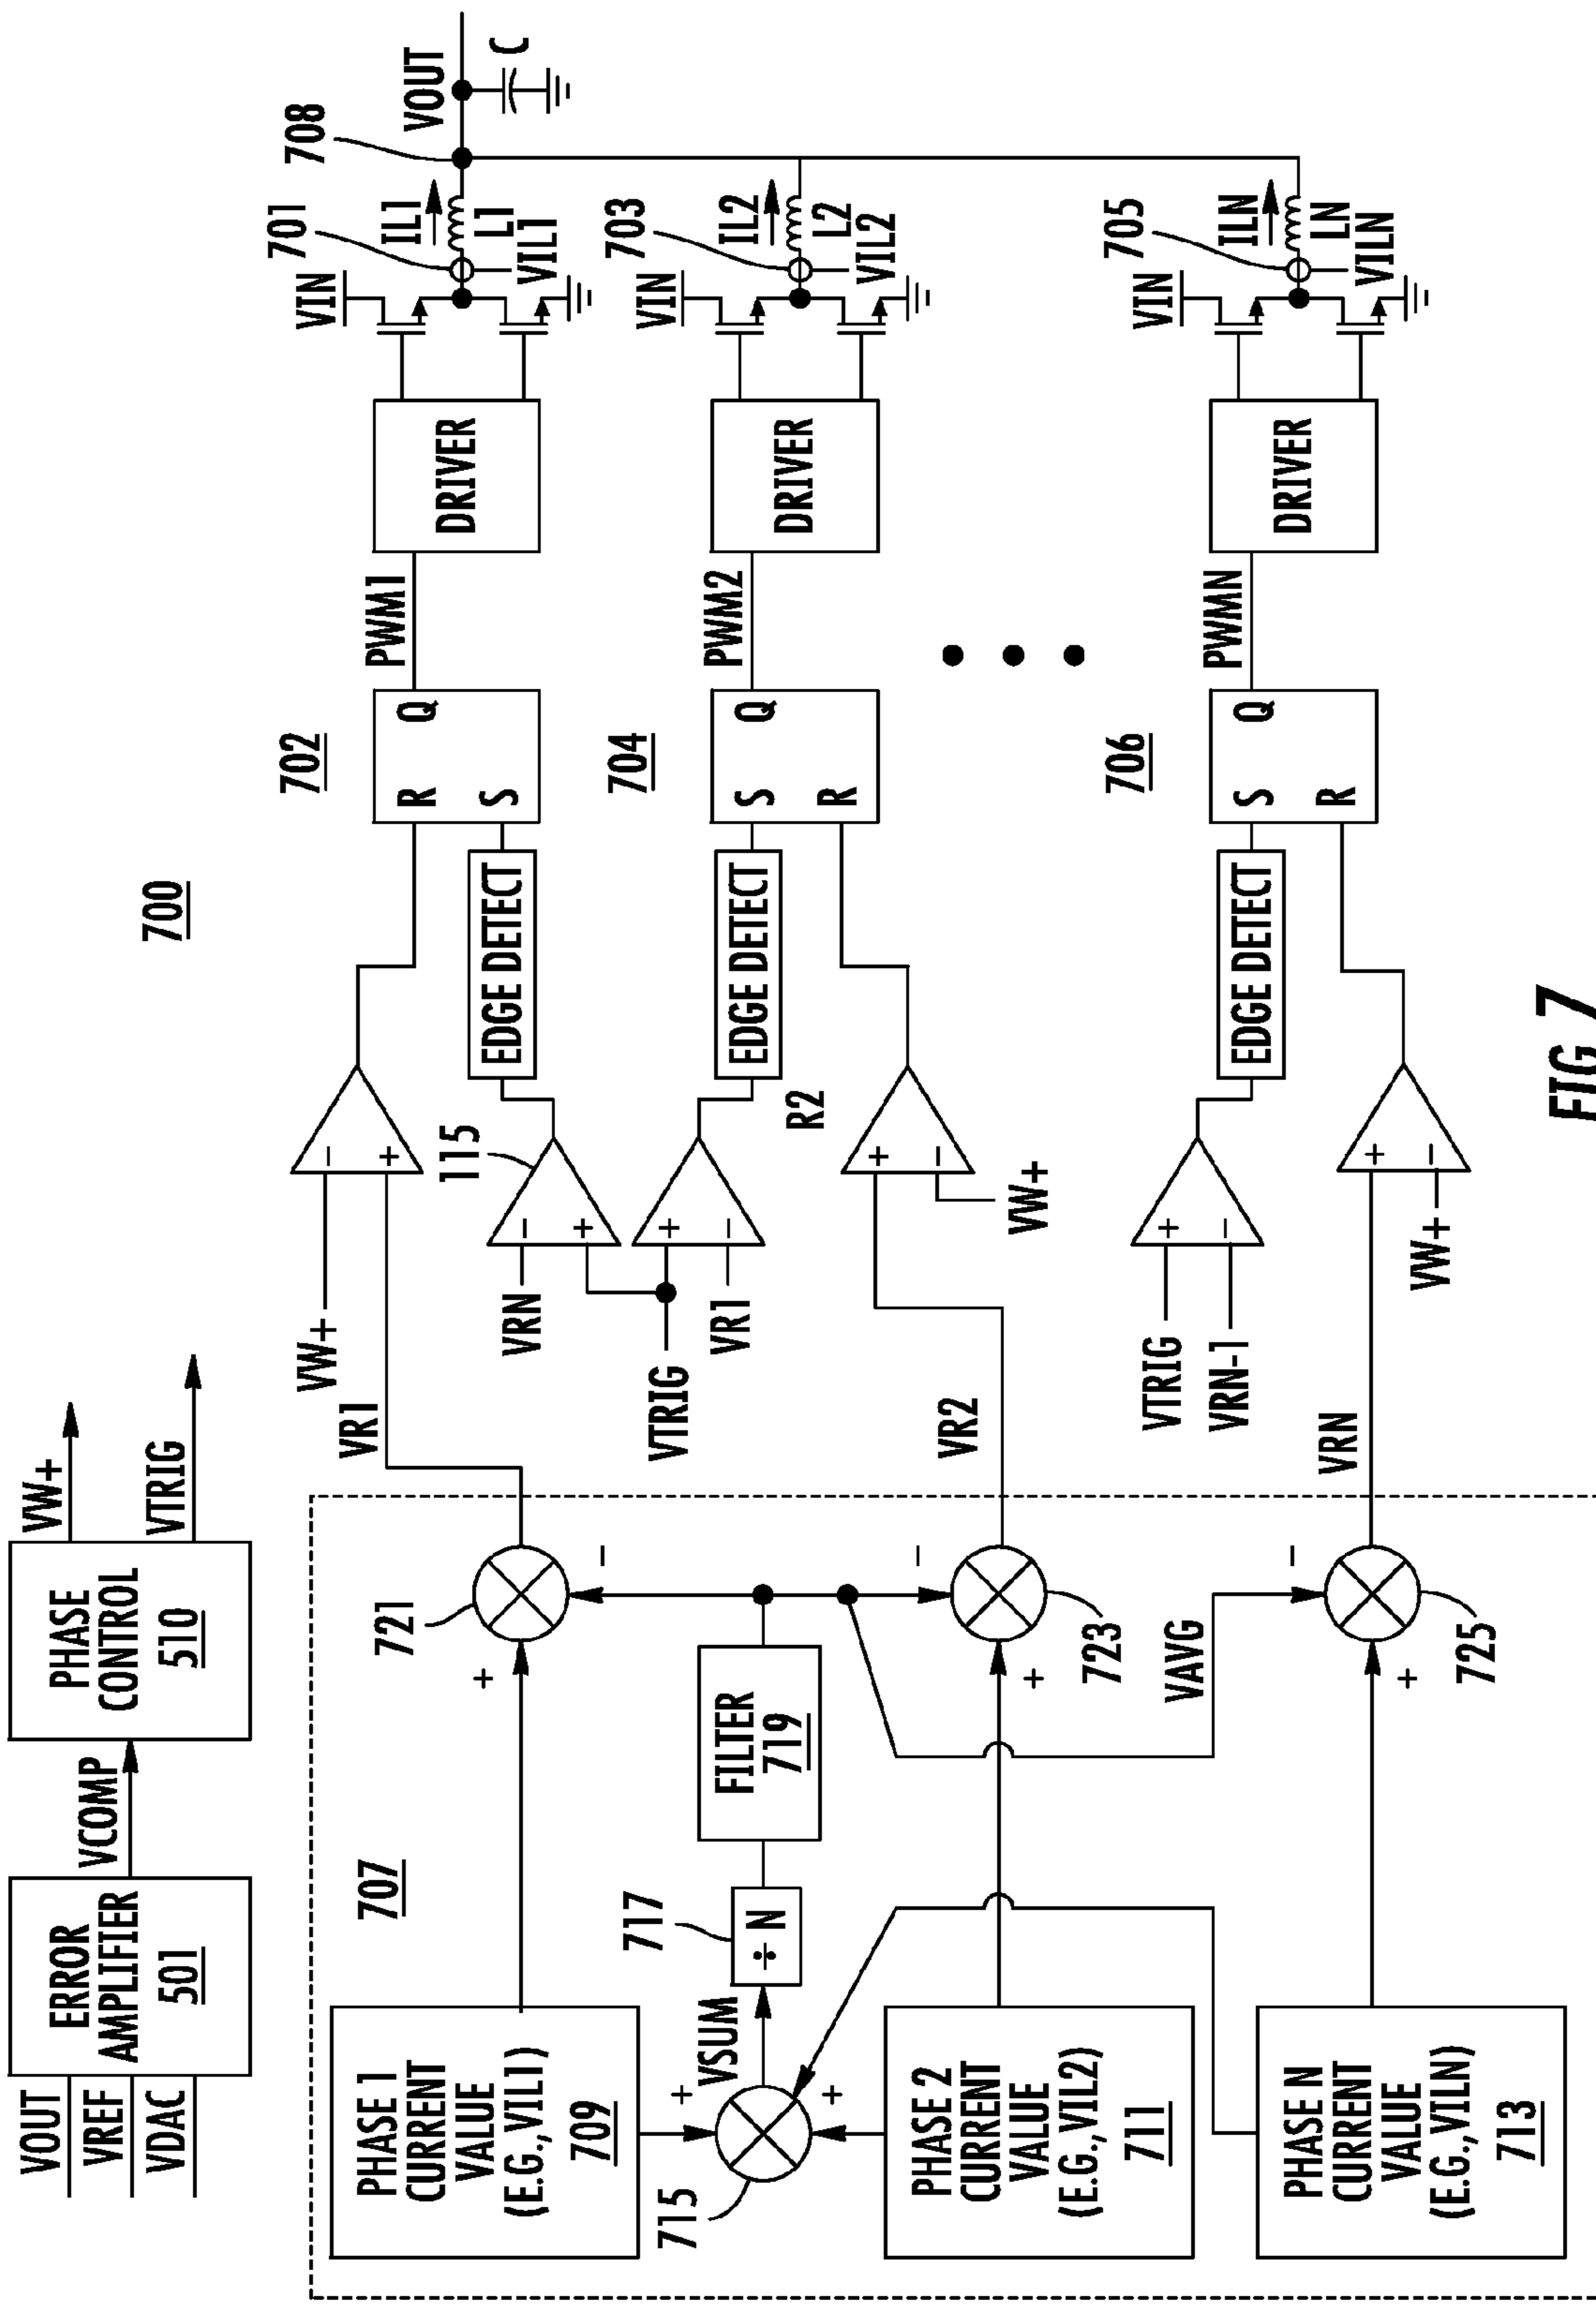 700
VOUT
VREF
VDAC
ERROR
AMPLIFIER
501
VCOMP
PHASE
CONTROL
510
VW+
VTRIG
707
PHASE 1
CURRENT
VALUE
(E.G.,VIL1)
709
+
721
-
VR1
VW+
-
+
702
R Q
S
PWM1
DRIVER
VIN
701
IL1
L1
VIL1
708
VOUT
C
VRN
-
+
115
EDGE DETECT
715
+
+
VSUM
717
÷ N
FILTER
719
VTRIG
VR1
+
-
EDGE DETECT
704
S Q
R
PWM2
DRIVER
VIN
703
IL2
L2
VIL2
PHASE 2
CURRENT
VALUE
(E.G.,VIL2)
711
+
723
-
VR2
R2
+
-
VW+
VAVG
VTRIG
VRN-1
+
-
EDGE DETECT
706
S Q
R
PWMN
DRIVER
VIN
705
ILN
LN
VILN
PHASE N
CURRENT
VALUE
(E.G.,VILN)
713
+
725
-
VRN
+
-
VW+
FIG 7